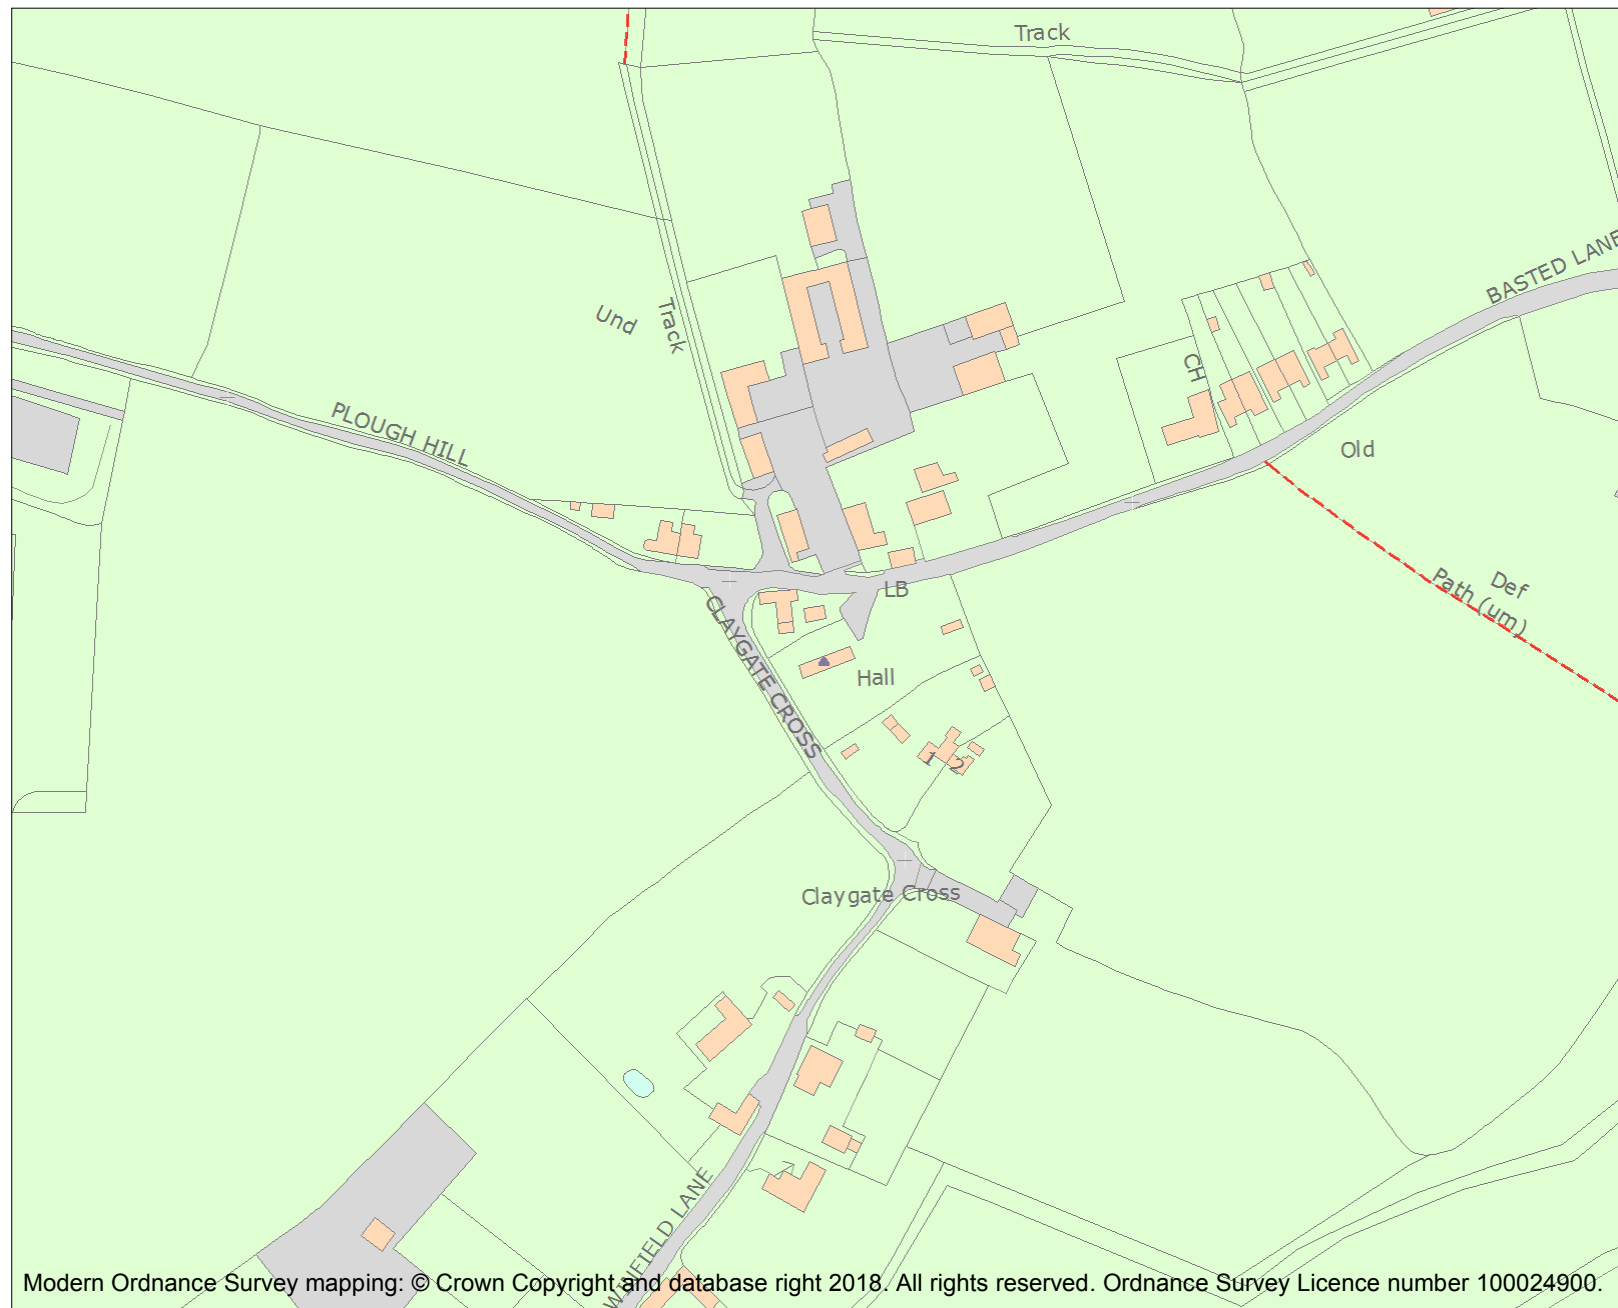 Track
BASTED LANE
Und
Track
CH
PLOUGH HILL
Old
Def
Path (um)
LB
CLAYGATE CROSS
Hall
1
2
Claygate Cross
WINFIELD LANE
Modern Ordnance Survey mapping: © Crown Copyright and database right 2018. All rights reserved. Ordnance Survey Licence number 100024900.